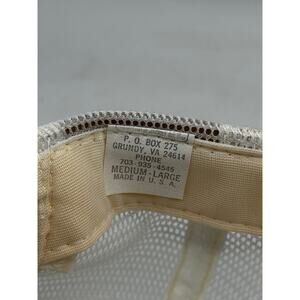 P. O. BOX 275
GRUNDY, VA 24614
PHONE
703-935-4545
MEDIUM-LARGE
MADE IN U. S. A.